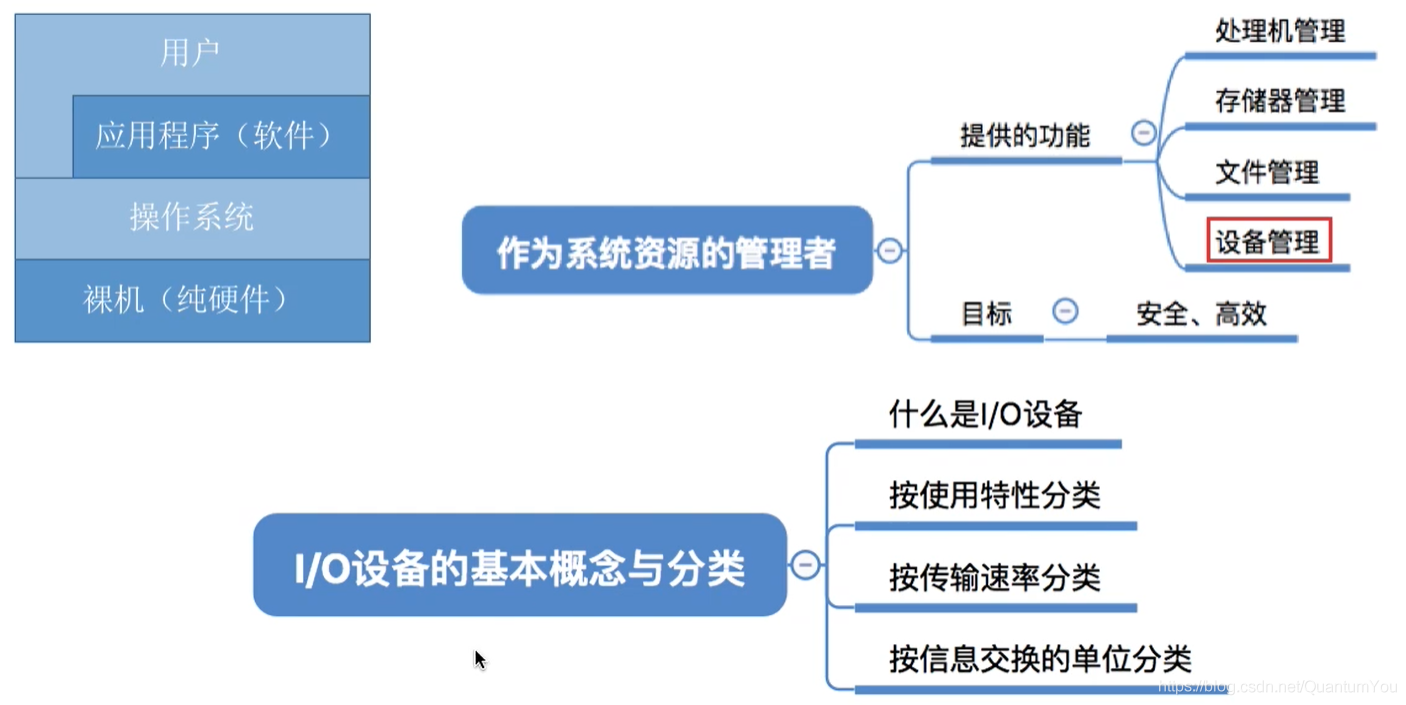 用户
应用程序（软件）
操作系统
裸机（纯硬件）
作为系统资源的管理者
提供的功能
处理机管理
存储器管理
文件管理
设备管理
目标
安全、高效
I/O设备的基本概念与分类
什么是I/O设备
按使用特性分类
按传输速率分类
按信息交换的单位分类
https://blog.csdn.net/QuantumYou